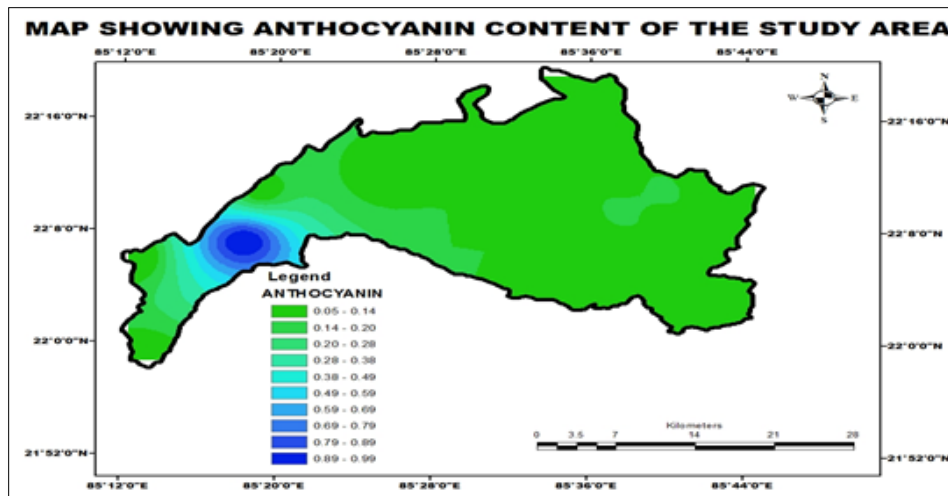 MAP SHOWING ANTHOCYANIN CONTENT OF THE STUDY AREA
85°12'0"E 85°20'0"E 85°28'0"E 85°36'0"E 85°44'0"E
N
W E
S
22°16'0"N 22°16'0"N
22°8'0"N 22°8'0"N
22°0'0"N 22°0'0"N
21°52'0"N 21°52'0"N
Legend
ANTHOCYANIN
0.05 - 0.14
0.14 - 0.20
0.20 - 0.28
0.28 - 0.38
0.38 - 0.49
0.49 - 0.59
0.59 - 0.69
0.69 - 0.79
0.79 - 0.89
0.89 - 0.99
Kilometers
0 3.5 7 14 21 28
85°12'0"E 85°20'0"E 85°28'0"E 85°36'0"E 85°44'0"E